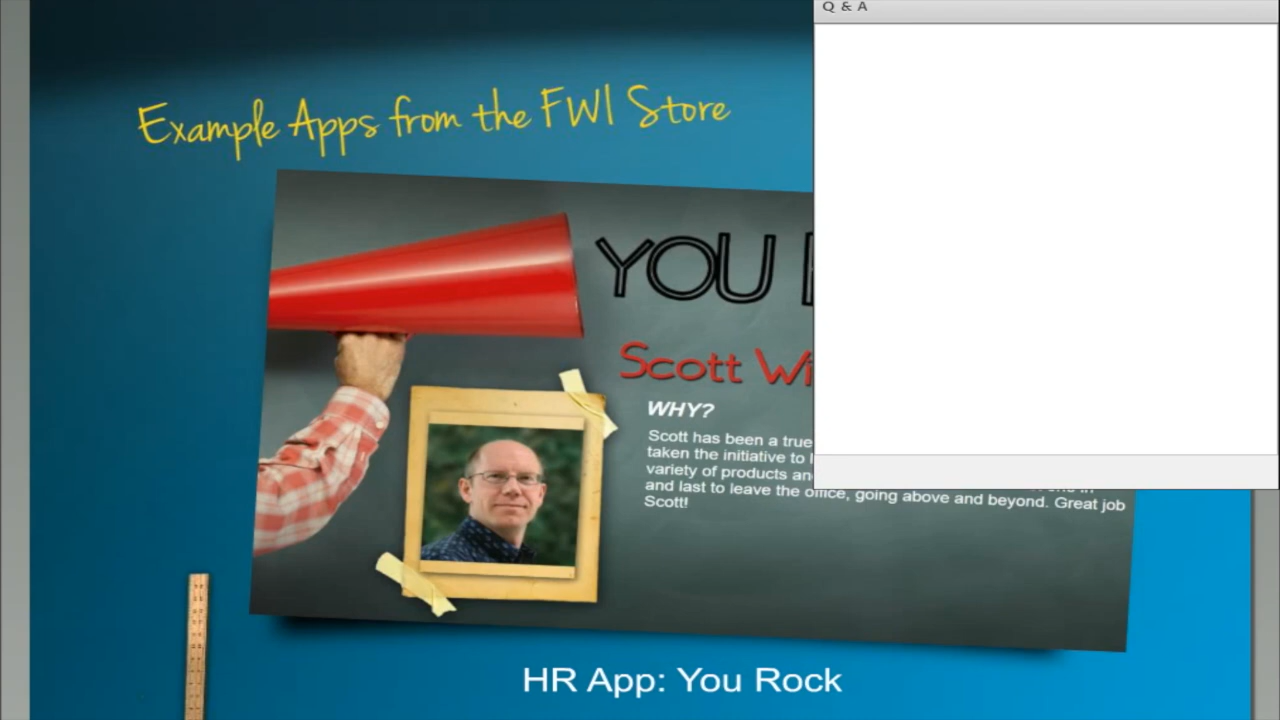 Q & A
Example Apps from the FWI Store
YOU
Scott
WHY?
Scott has been a true
taken the initiative to
variety of products
and last to leave the office, going above and beyond. Great job
Scott!
HR App: You Rock